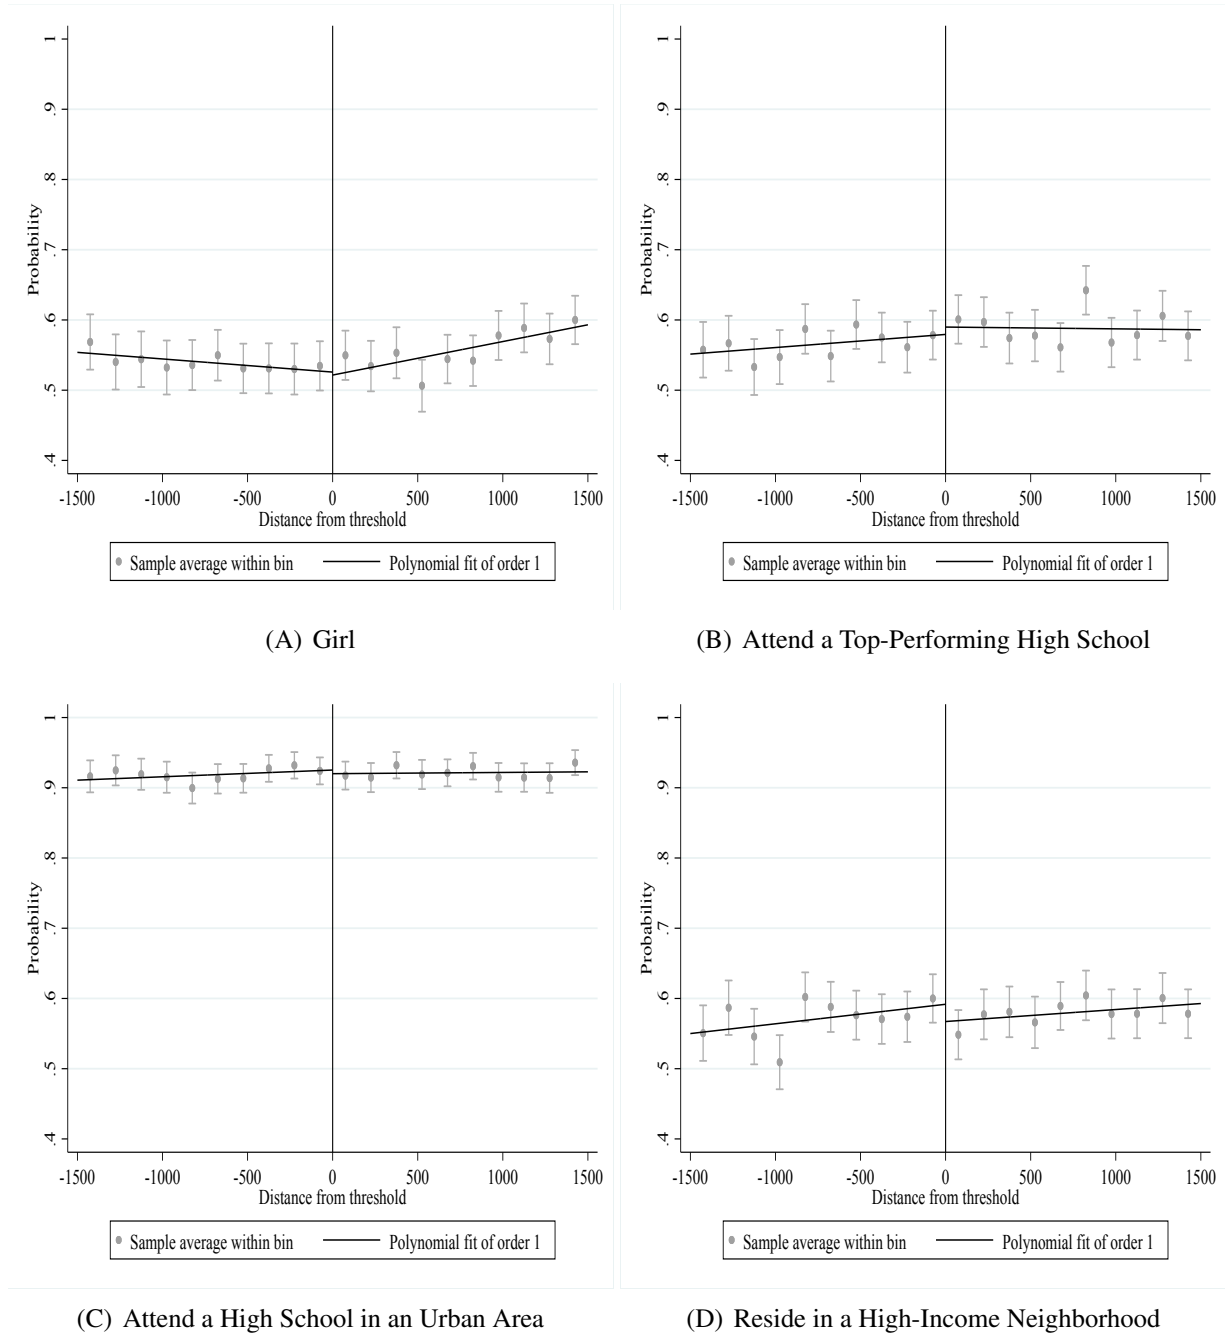 1
.9
.8
.7
.6
.5
.4
Probability
-1500 -1000 -500 0 500 1000 1500
Distance from threshold
Sample average within bin Polynomial fit of order 1
(A) Girl
1
.9
.8
.7
.6
.5
.4
Probability
-1500 -1000 -500 0 500 1000 1500
Distance from threshold
Sample average within bin Polynomial fit of order 1
(B) Attend a Top-Performing High School
1
.9
.8
.7
.6
.5
.4
Probability
-1500 -1000 -500 0 500 1000 1500
Distance from threshold
Sample average within bin Polynomial fit of order 1
(C) Attend a High School in an Urban Area
1
.9
.8
.7
.6
.5
.4
Probability
-1500 -1000 -500 0 500 1000 1500
Distance from threshold
Sample average within bin Polynomial fit of order 1
(D) Reside in a High-Income Neighborhood